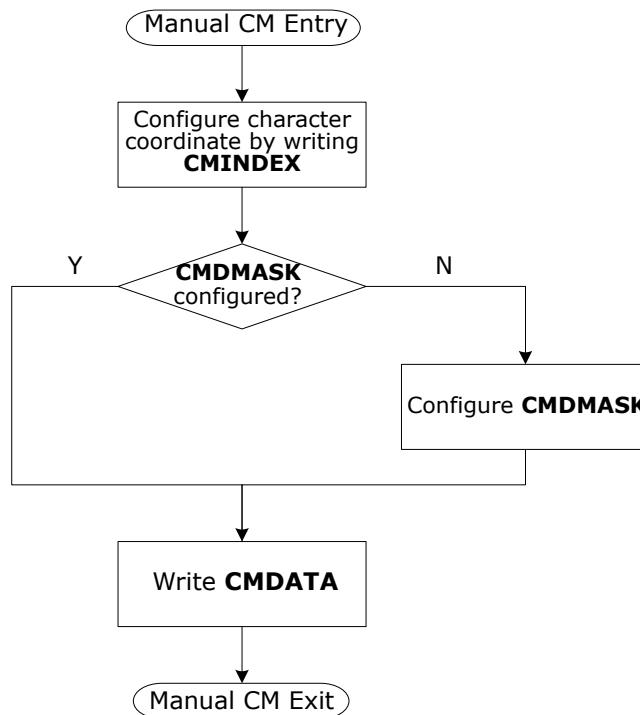 Manual CM Entry
Configure character
coordinate by writing
CMINDEX
Y
CMDMASK
configured?
N
Configure CMDMASK
Write CMDATA
Manual CM Exit